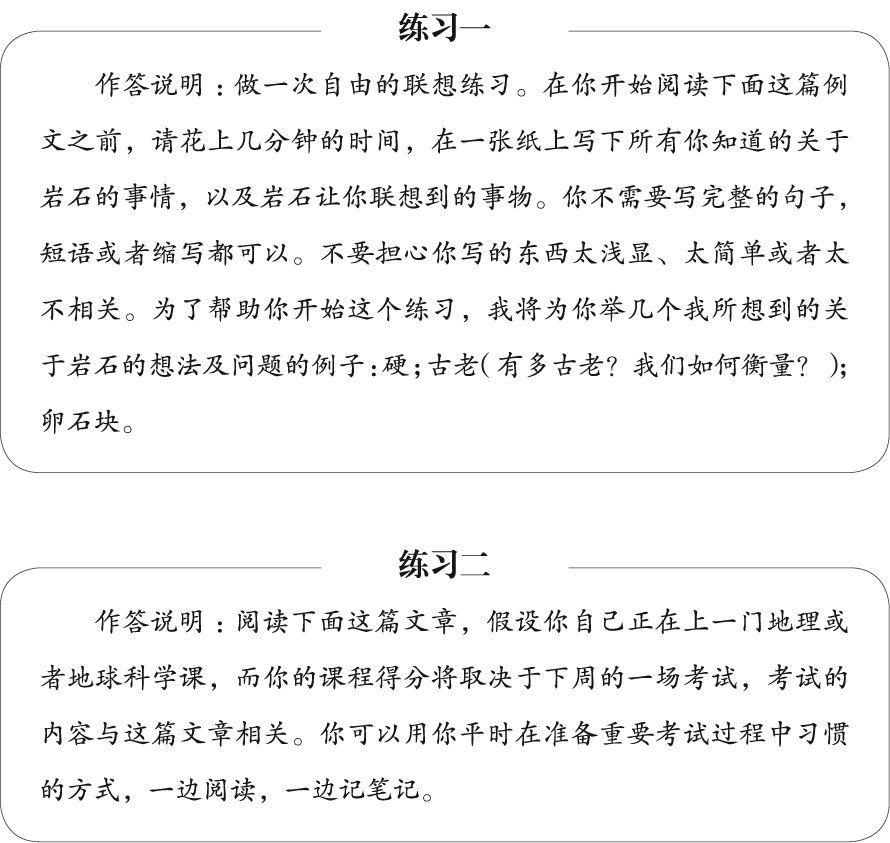 练习一
作答说明：做一次自由的联想练习。在你开始阅读下面这篇例
文之前，请花上几分钟的时间，在一张纸上写下所有你知道的关于
岩石的事情，以及岩石让你联想到的事物。你不需要写完整的句子，
短语或者缩写都可以。不要担心你写的东西太浅显、太简单或者太
不相关。为了帮助你开始这个练习，我将为你举几个我所想到的关
于岩石的想法及问题的例子：硬；古老（有多古老？我们如何衡量？）；
卵石块。
练习二
作答说明：阅读下面这篇文章，假设你自己正在上一门地理或
者地球科学课，而你的课程得分将取决于下周的一场考试，考试的
内容与这篇文章相关。你可以用你平时在准备重要考试过程中习惯
的方式，一边阅读，一边记笔记。